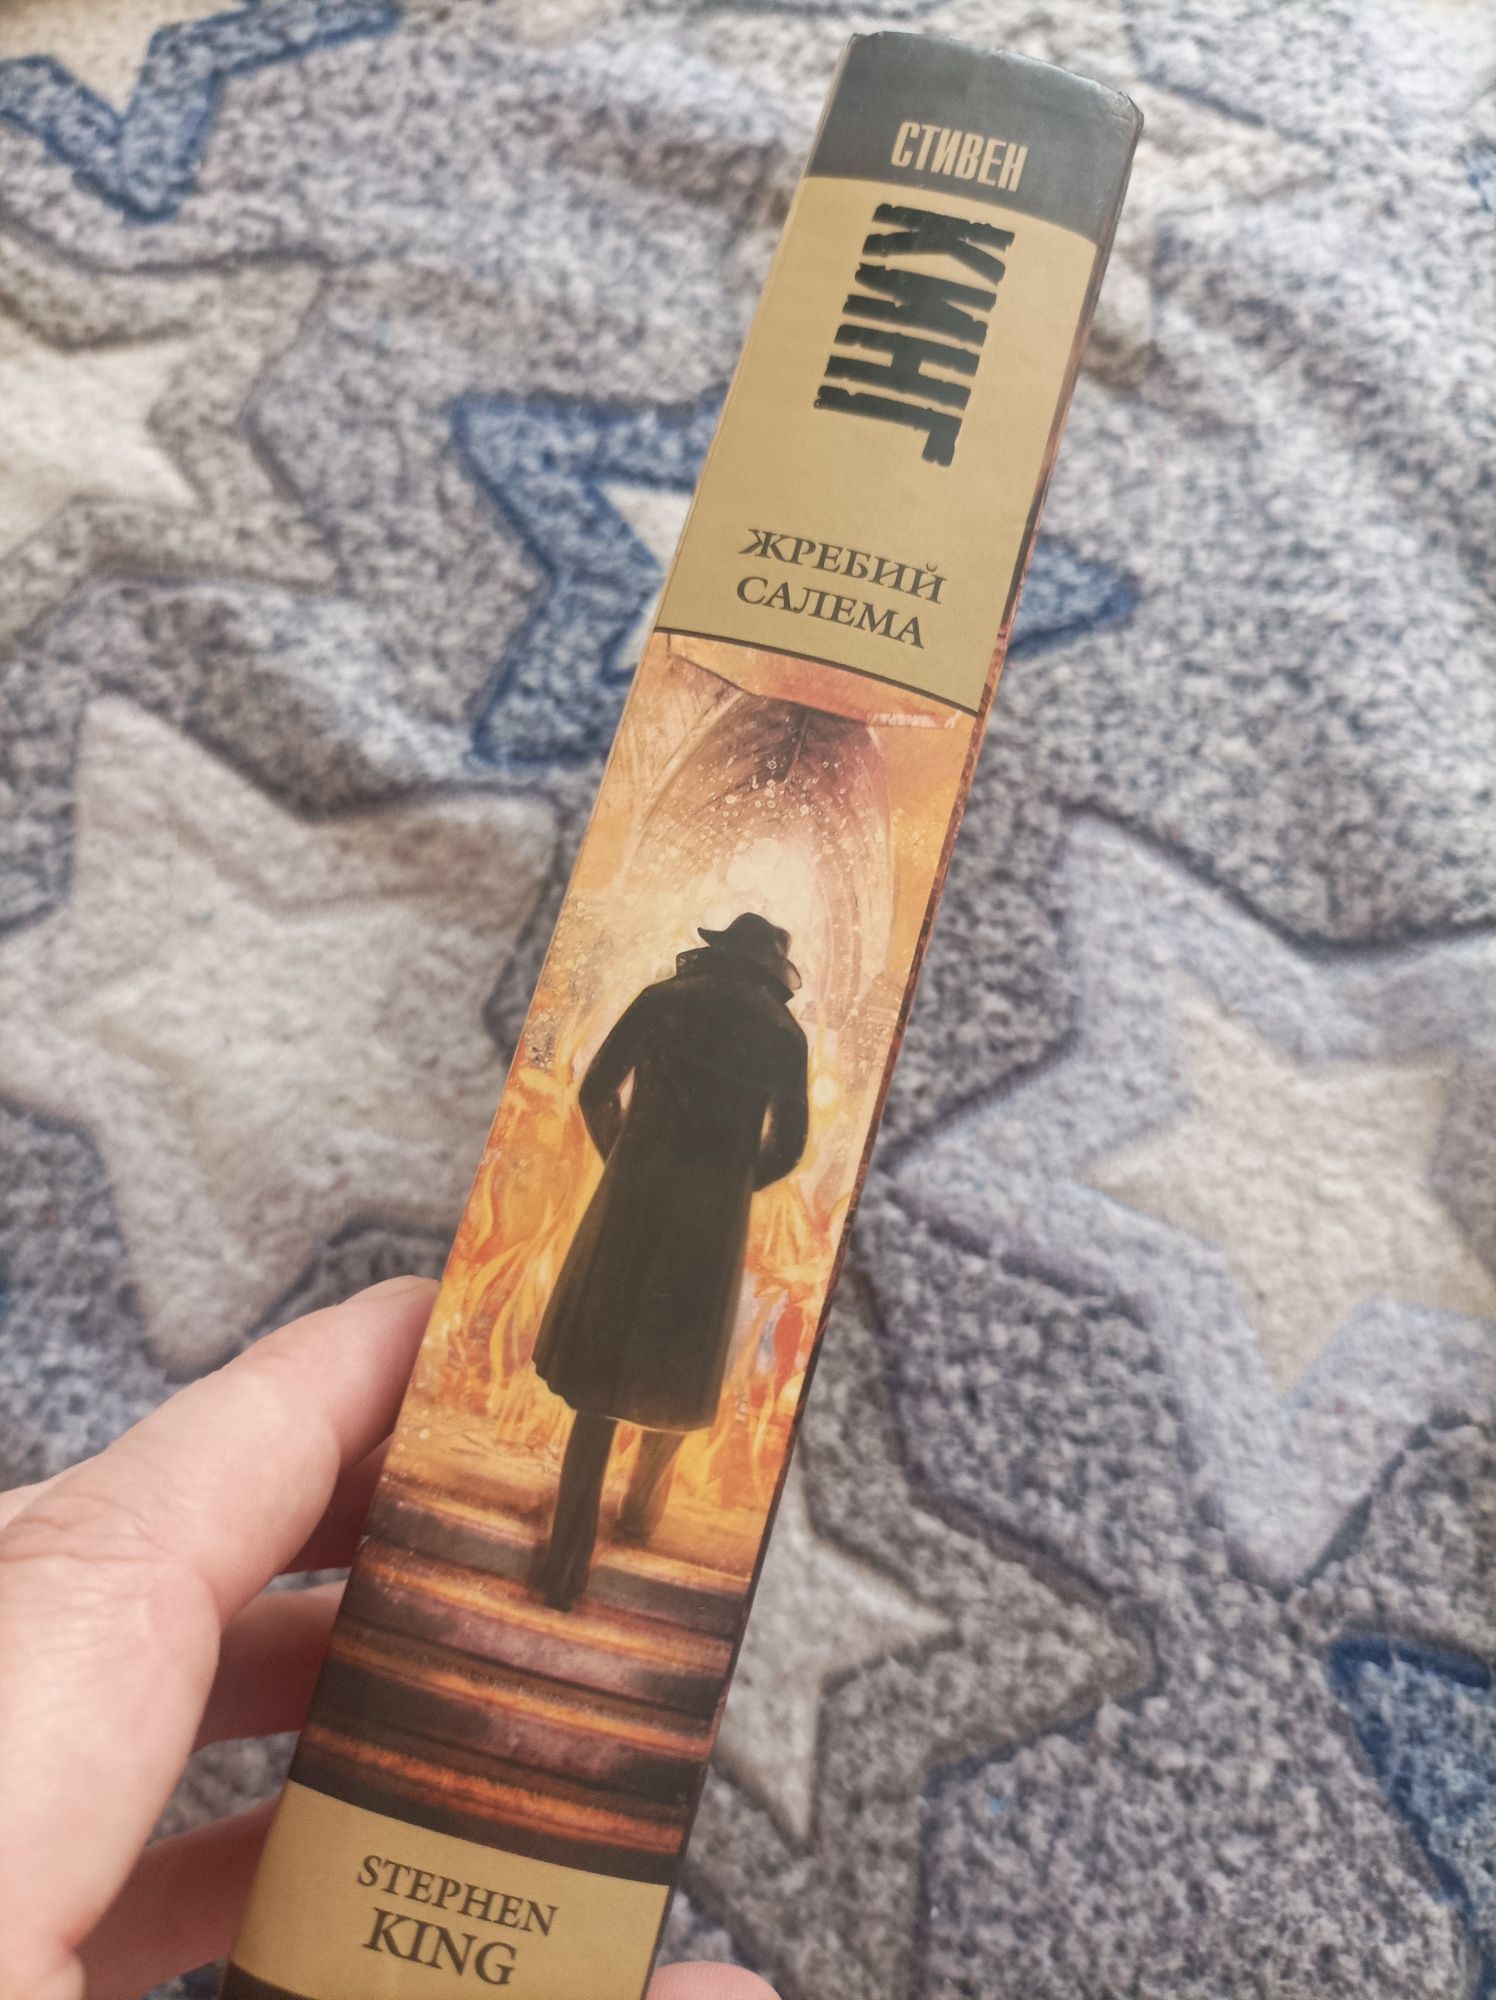 СТИВЕН
КИНГ
ЖРЕБИЙ
САЛЕМА
STEPHEN
KING